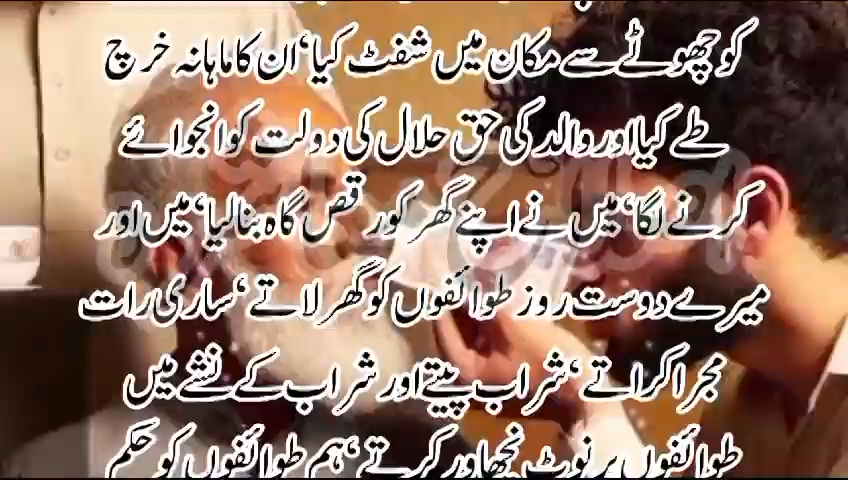 کو چھوٹے سے مکان میں شفٹ کیا‘ ان کا ماہانہ خرچ
طے کیا اور والد کی حق حلال کی دولت کو انجوائے
کرنے لگا‘ میں نے اپنے گھر کو رقص گاہ بنا لیا‘ میں اور
میرے دوست روز طوائفوں کو گھر لاتے‘ ساری رات
مجرا کراتے‘ شراب پیتے اور شراب کے نشے میں
طوائفوں پر نوٹ نچھاور کرتے‘ ہم طوائفوں کو حکم